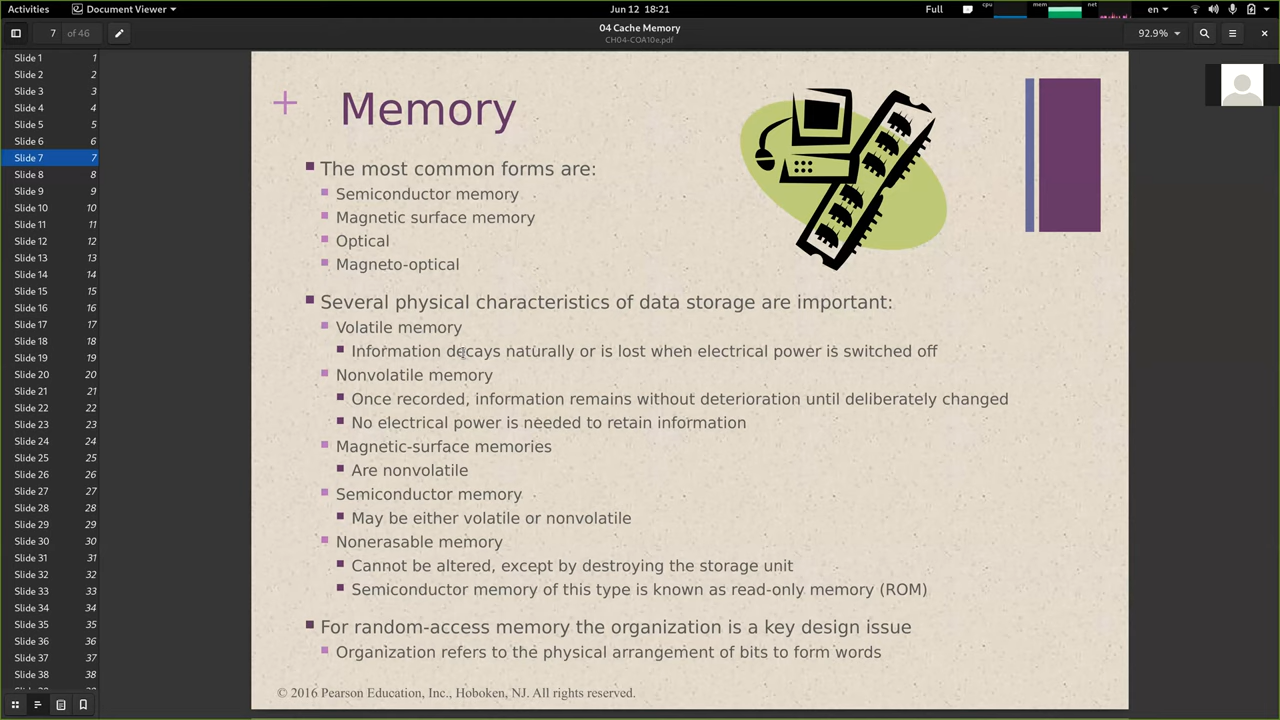 Activities
Document Viewer
Jun 12 18:21
Full
cpu
mem
net
en
7 of 46
04 Cache Memory
CH04-COA10e.pdf
92.9%
Slide 1 1
Slide 2 2
Slide 3 3
Slide 4 4
Slide 5 5
Slide 6 6
Slide 7 7
Slide 8 8
Slide 9 9
Slide 10 10
Slide 11 11
Slide 12 12
Slide 13 13
Slide 14 14
Slide 15 15
Slide 16 16
Slide 17 17
Slide 18 18
Slide 19 19
Slide 20 20
Slide 21 21
Slide 22 22
Slide 23 23
Slide 24 24
Slide 25 25
Slide 26 26
Slide 27 27
Slide 28 28
Slide 29 29
Slide 30 30
Slide 31 31
Slide 32 32
Slide 33 33
Slide 34 34
Slide 35 35
Slide 36 36
Slide 37 37
Slide 38 38
+ Memory
The most common forms are:
Semiconductor memory
Magnetic surface memory
Optical
Magneto-optical
Several physical characteristics of data storage are important:
Volatile memory
Information decays naturally or is lost when electrical power is switched off
Nonvolatile memory
Once recorded, information remains without deterioration until deliberately changed
No electrical power is needed to retain information
Magnetic-surface memories
Are nonvolatile
Semiconductor memory
May be either volatile or nonvolatile
Nonerasable memory
Cannot be altered, except by destroying the storage unit
Semiconductor memory of this type is known as read-only memory (ROM)
For random-access memory the organization is a key design issue
Organization refers to the physical arrangement of bits to form words
© 2016 Pearson Education, Inc., Hoboken, NJ. All rights reserved.